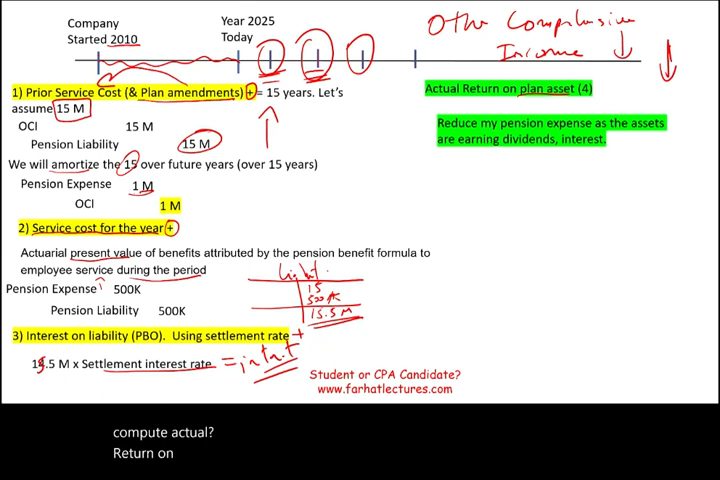 Company
Started 2010
Year 2025
Today
Other Comprehensive
Income
1) Prior Service Cost (& Plan amendments) + = 15 years. Let's
assume 15 M
OCI 15 M
Pension Liability 15 M
We will amortize the 15 over future years (over 15 years)
Pension Expense 1 M
OCI 1 M
2) Service cost for the year +
Actuarial present value of benefits attributed by the pension benefit formula to
employee service during the period
Pension Expense 500K
Pension Liability 500K
15
500K
15.5 M
3) Interest on liability (PBO). Using settlement rate +
15.5 M x Settlement interest rate = interest
Actual Return on plan asset (4)
Reduce my pension expense as the assets
are earning dividends, interest.
Student or CPA Candidate?
www.farhatlectures.com
compute actual?
Return on